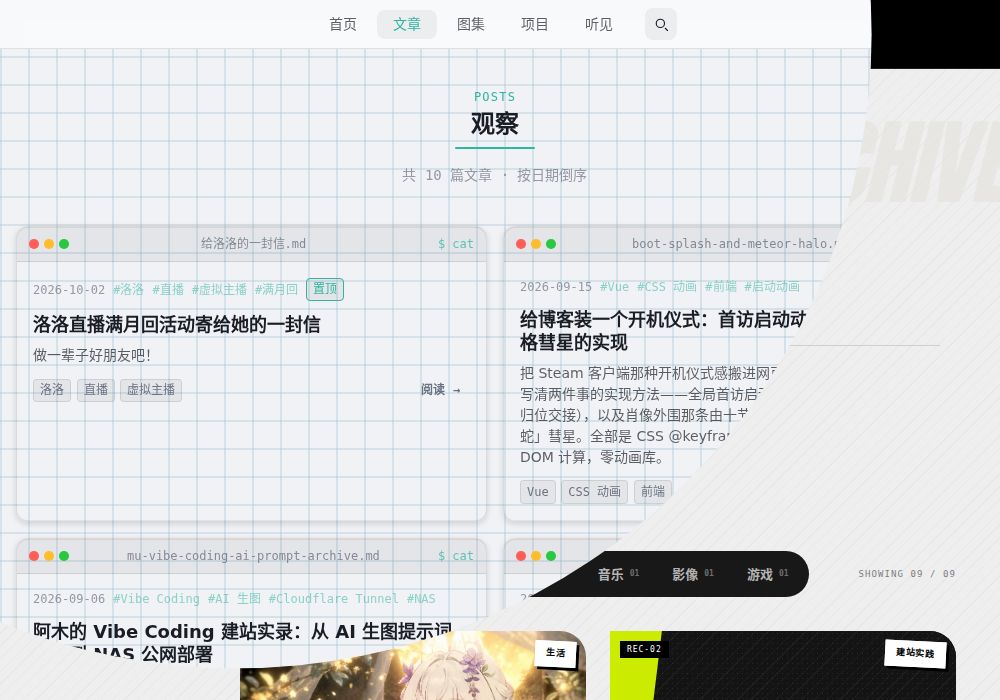 首页 文章 图集 项目 听见
POSTS
观察
共 10 篇文章 · 按日期倒序
给洛洛的一封信.md $ cat
2026-10-02 #洛洛 #直播 #虚拟主播 #满月回 置顶
洛洛直播满月回活动寄给她的一封信
做一辈子好朋友吧！
洛洛 直播 虚拟主播 阅读 →
boot-splash-and-meteor-halo.
2026-09-15 #Vue #CSS 动画 #前端 #启动动画
给博客装一个开机仪式：首访启动动
格彗星的实现
把 Steam 客户端那种开机仪式感搬进网
写清两件事的实现方法——全局首访启
归位交接），以及肖像外围那条由十节
蛇」彗星。全部是 CSS @keyfra
DOM 计算，零动画库。
Vue CSS 动画 前端
mu-vibe-coding-ai-prompt-archive.md $ cat
2026-09-06 #Vibe Coding #AI 生图 #Cloudflare Tunnel #NAS
阿木的 Vibe Coding 建站实录：从 AI 生图提示词
NAS 公网部署
CHIVE
音乐 01 影像 01 游戏 01
SHOWING 09 / 09
生活
REC-02
建站实践